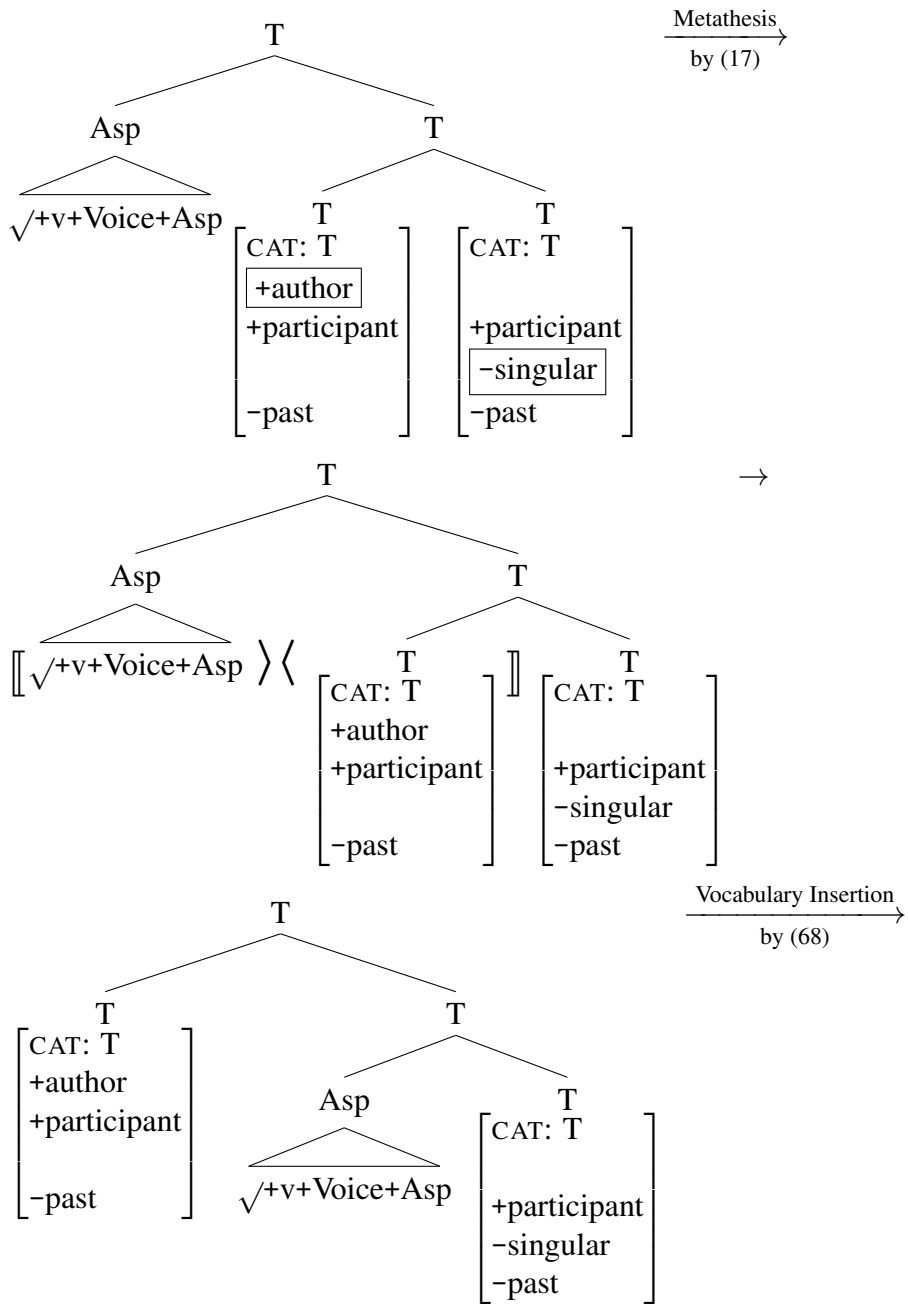 T
Metathesis
by (17)
Asp T
√+v+Voice+Asp T T
CAT: T CAT: T
+author
+participant +participant
−singular
−past −past
T →
Asp T
⟦ √+v+Voice+Asp ⟩⟨ T ⟧ T
CAT: T CAT: T
+author
+participant +participant
−singular
−past −past
Vocabulary Insertion
T
by (68)
T T
CAT: T
+author Asp T
+participant CAT: T
−past √+v+Voice+Asp
+participant
−singular
−past